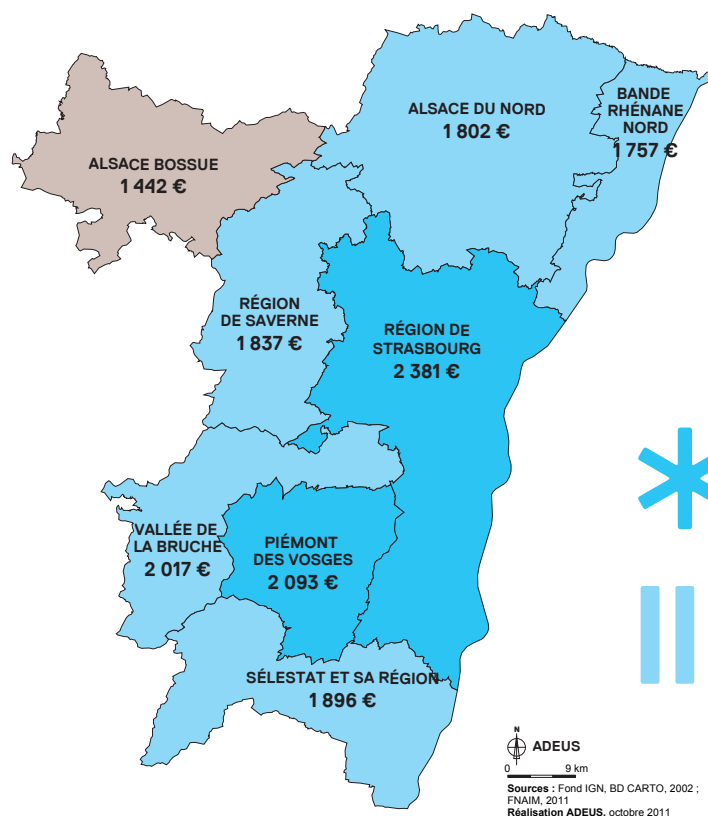 ALSACE DU NORD
1 802 €
BANDE
RHÉNANE
NORD
1 757 €
ALSACE BOSSUE
1 442 €
RÉGION
DE SAVERNE
1 837 €
RÉGION DE
STRASBOURG
2 381 €
VALLÉE DE
LA BRUCHE
2 017 €
PIÉMONT
DES VOSGES
2 093 €
SÉLESTAT ET SA RÉGION
1 896 €
N
ADEUS
0 9 km
Sources : Fond IGN, BD CARTO, 2002 ;
FNAIM, 2011
Réalisation ADEUS, octobre 2011